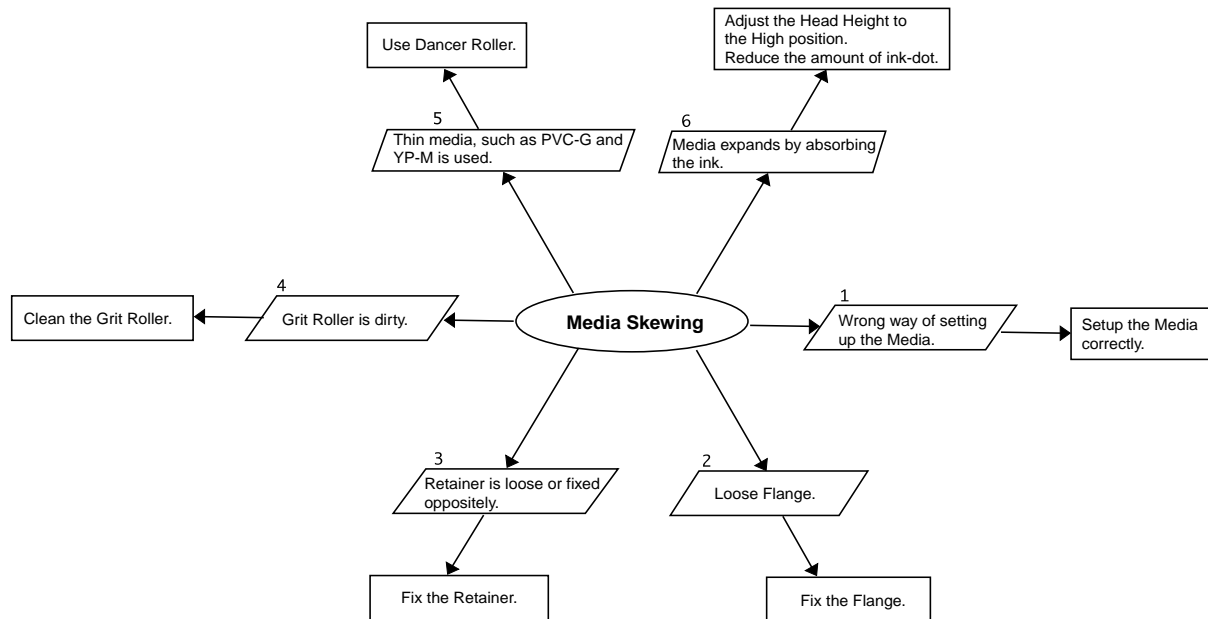 Use Dancer Roller.
Adjust the Head Height to
the High position.
Reduce the amount of ink-dot.
5
Thin media, such as PVC-G and
YP-M is used.
6
Media expands by absorbing
the ink.
4
Clean the Grit Roller.
Grit Roller is dirty.
Media Skewing
1
Wrong way of setting
up the Media.
Setup the Media
correctly.
3
Retainer is loose or fixed
oppositely.
2
Loose Flange.
Fix the Retainer.
Fix the Flange.